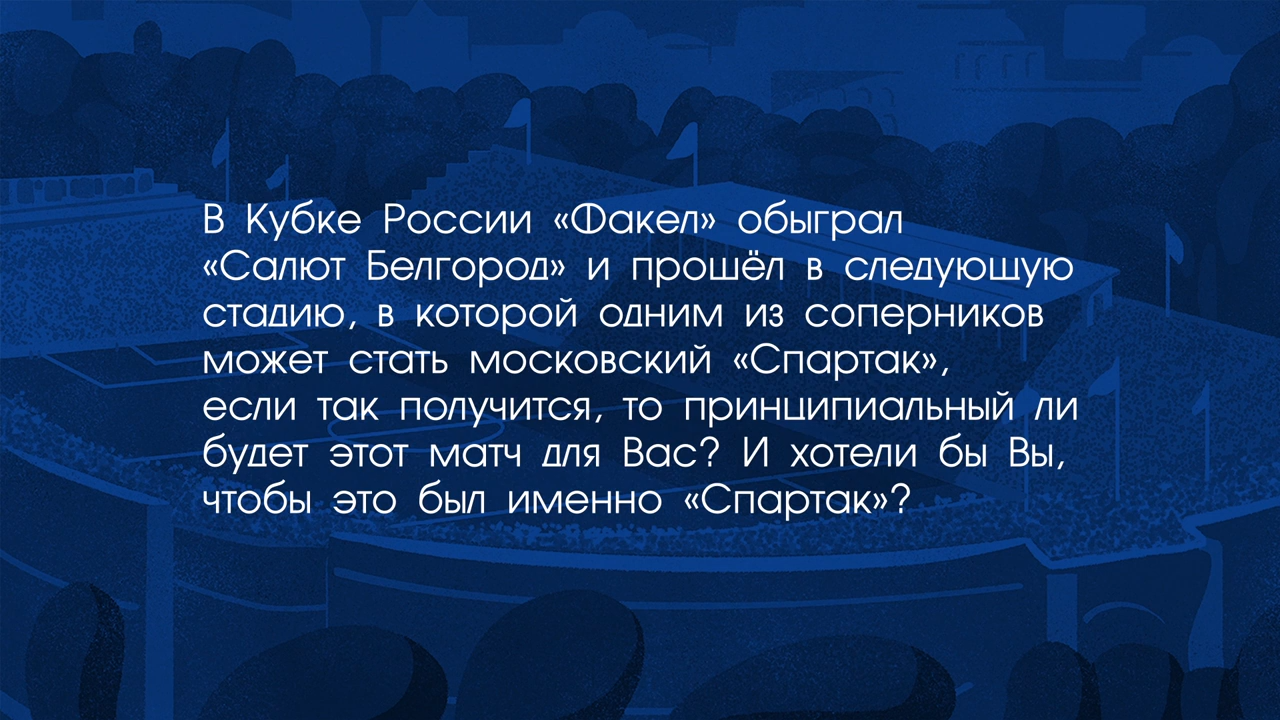 В Кубке России «Факел» обыграл
«Салют Белгород» и прошёл в следующую
стадию, в которой одним из соперников
может стать московский «Спартак»,
если так получится, то принципиальный ли
будет этот матч для Вас? И хотели бы Вы,
чтобы это был именно «Спартак»?